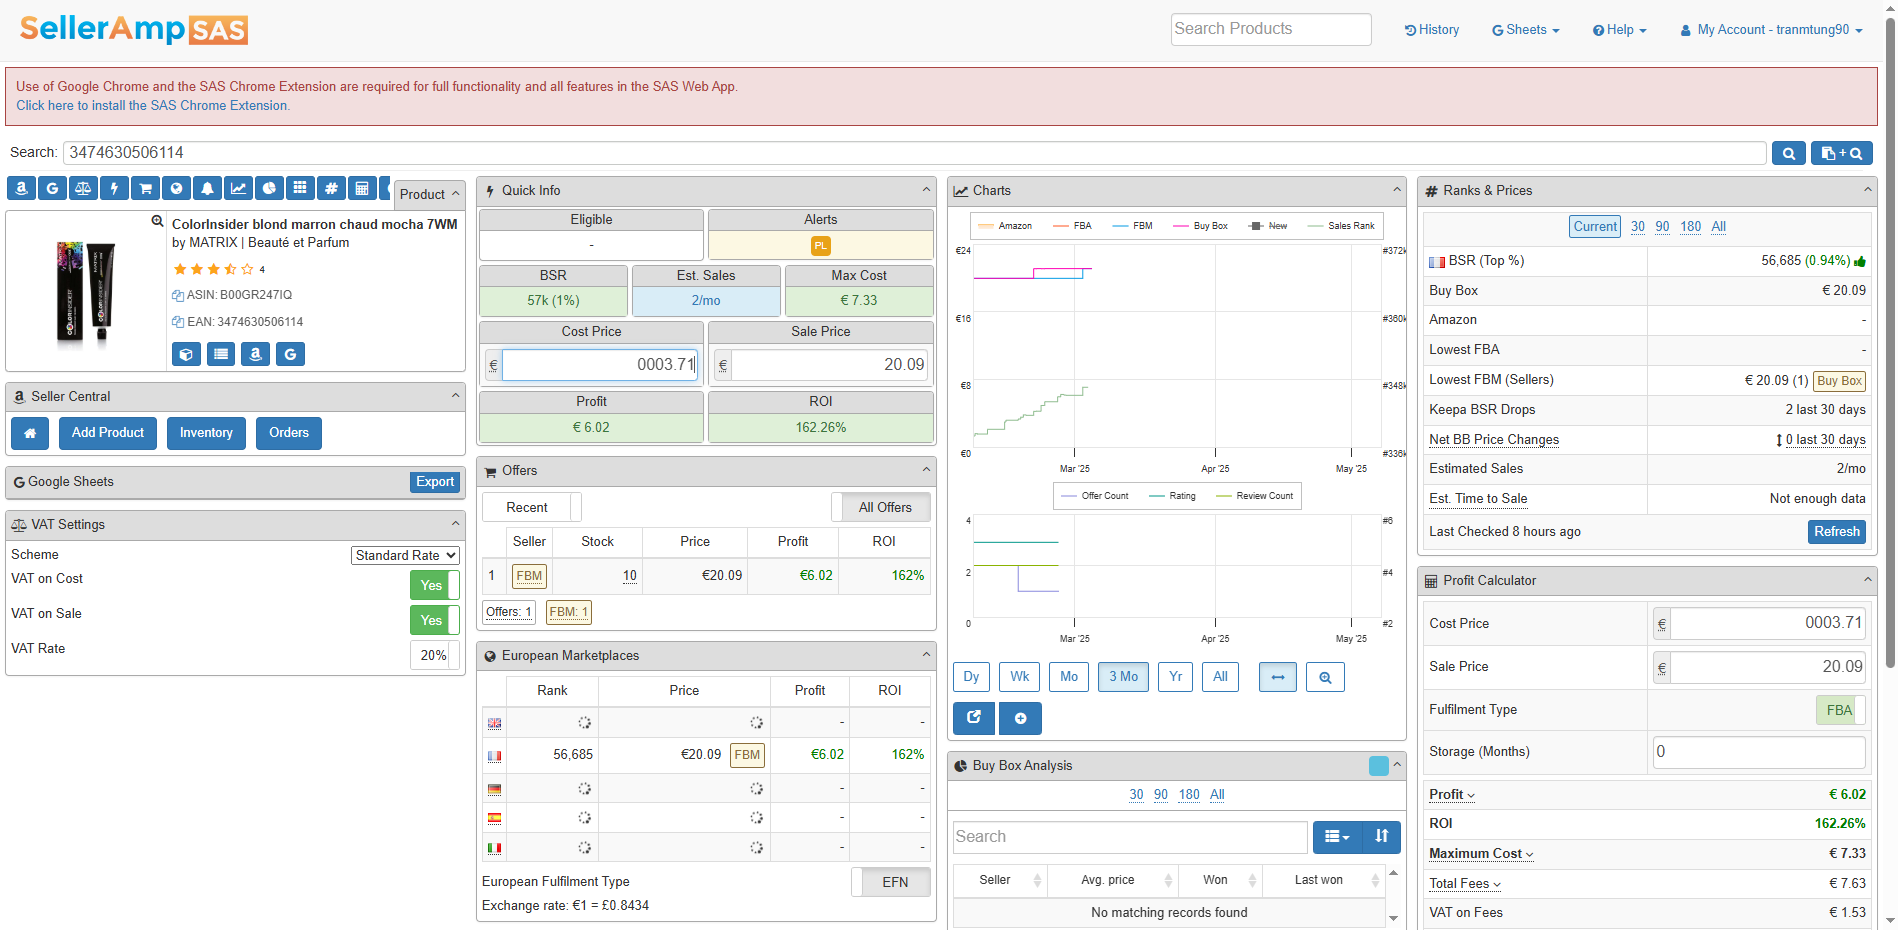 SellerAmp SAS
Search Products
History
Sheets
Help
My Account - tranmtung90
Use of Google Chrome and the SAS Chrome Extension are required for full functionality and all features in the SAS Web App.
Click here to install the SAS Chrome Extension.
Search: 3474630506114
Product
ColorInsider blond marron chaud mocha 7WM
by MATRIX | Beauté et Parfum
4
ASIN: B00GR247IQ
EAN: 3474630506114
Seller Central
Add Product
Inventory
Orders
Google Sheets
Export
VAT Settings
Scheme Standard Rate
VAT on Cost Yes
VAT on Sale Yes
VAT Rate 20%
Quick Info
Eligible Alerts
- PL
BSR Est. Sales Max Cost
57k (1%) 2/mo € 7.33
Cost Price Sale Price
€ 0003.71 € 20.09
Profit ROI
€ 6.02 162.26%
Offers
Recent All Offers
Seller Stock Price Profit ROI
1 FBM 10 €20.09 €6.02 162%
Offers: 1 FBM: 1
European Marketplaces
Rank Price Profit ROI
- -
56,685 €20.09 FBM €6.02 162%
- -
- -
- -
European Fulfilment Type EFN
Exchange rate: €1 = £0.8434
Charts
Amazon FBA FBM Buy Box New Sales Rank
€24 #372k
€16 #360k
€8 #348k
€0 #336k
Mar '25 Apr '25 May '25
Offer Count Rating Review Count
4 #6
2 #4
0 #2
Mar '25 Apr '25 May '25
Dy Wk Mo 3 Mo Yr All
Buy Box Analysis
30 90 180 All
Search
Seller Avg. price Won Last won
No matching records found
Ranks & Prices
Current 30 90 180 All
BSR (Top %) 56,685 (0.94%)
Buy Box € 20.09
Amazon -
Lowest FBA -
Lowest FBM (Sellers) € 20.09 (1) Buy Box
Keepa BSR Drops 2 last 30 days
Net BB Price Changes 0 last 30 days
Estimated Sales 2/mo
Est. Time to Sale Not enough data
Last Checked 8 hours ago Refresh
Profit Calculator
Cost Price € 0003.71
Sale Price € 20.09
Fulfilment Type FBA
Storage (Months) 0
Profit € 6.02
ROI 162.26%
Maximum Cost € 7.33
Total Fees € 7.63
VAT on Fees € 1.53